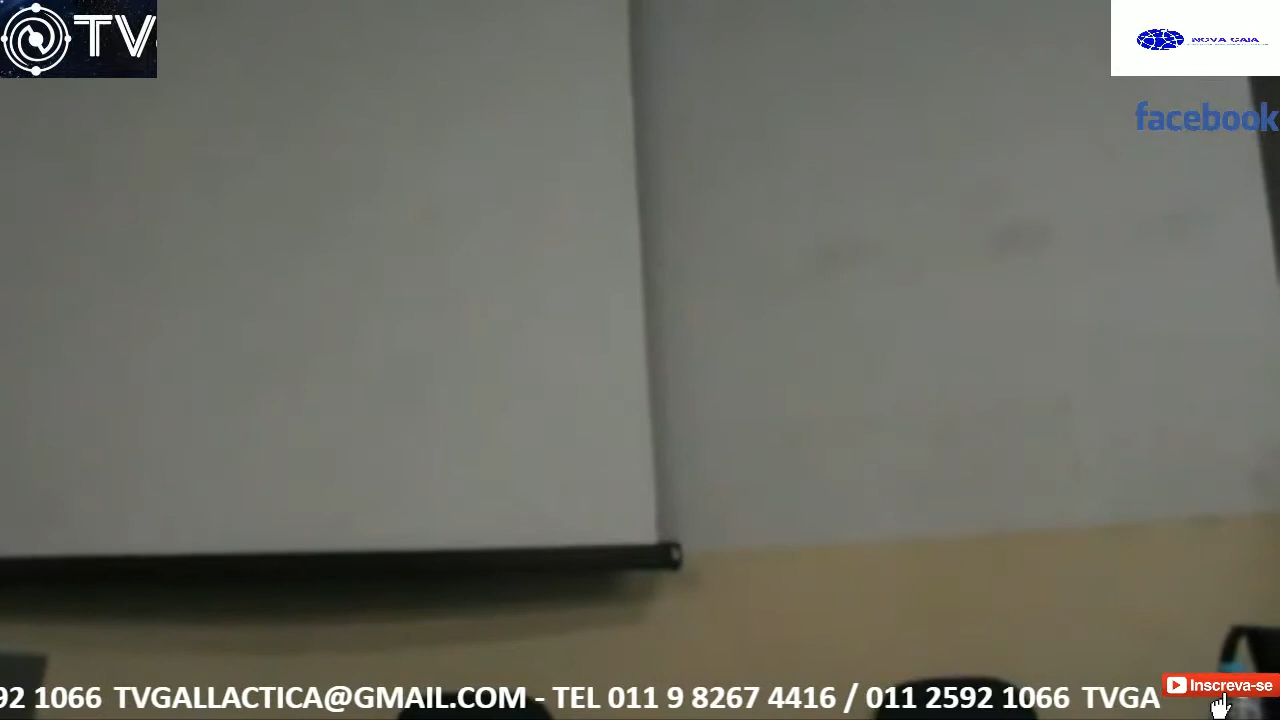 TV
NOVA GAIA
facebook
92 1066 TVGALLACTICA@GMAIL.COM - TEL 011 9 8267 4416 / 011 2592 1066 TVGA
Inscreva-se